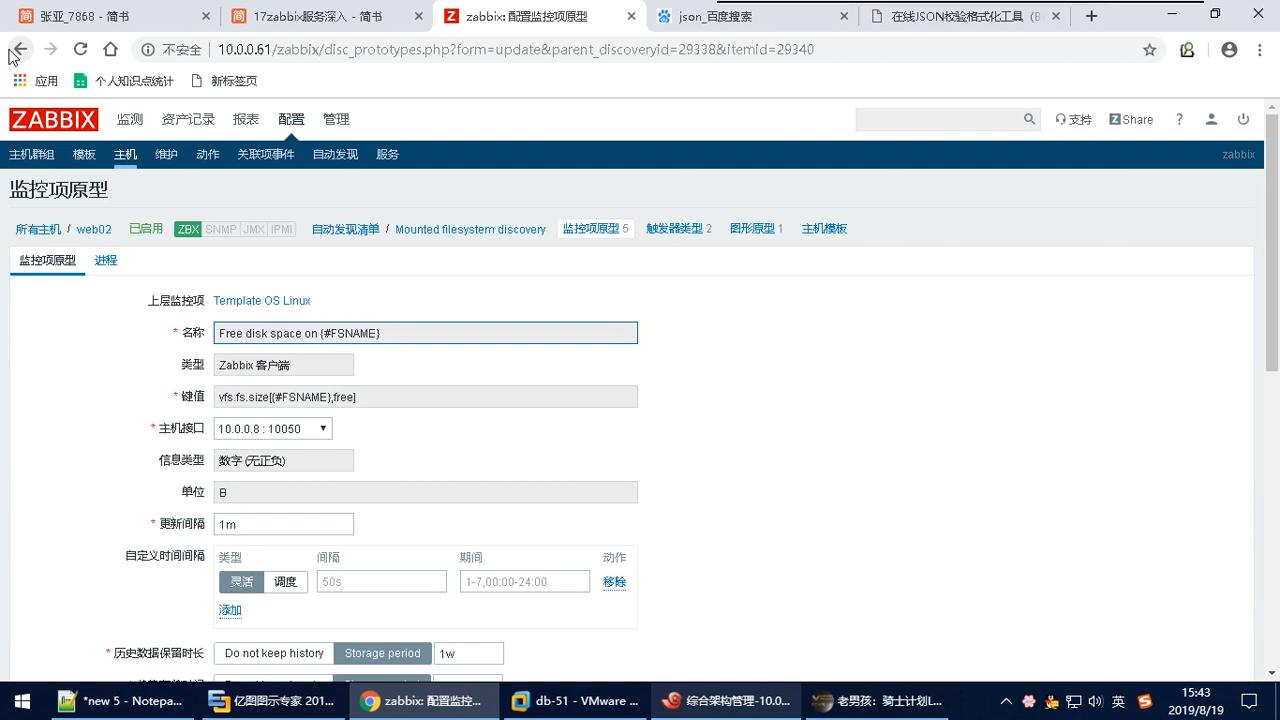 张亚_7868 - 简书
17zabbix服务深入 - 简书
zabbix: 配置监控项原型
json_百度搜索
在线JSON校验格式化工具（B
不安全
10.0.0.61/zabbix/disc_prototypes.php?form=update&parent_discoveryid=29338&itemid=29340
应用
个人知识点统计
新标签页
ZABBIX
监测
资产记录
报表
配置
管理
支持
Z Share
?
主机群组
模板
主机
维护
动作
关联项事件
自动发现
服务
zabbix
监控项原型
所有主机 / web02
已启用
ZBX SNMP JMX IPMI
自动发现清单 / Mounted filesystem discovery
监控项原型 5
触发器类型 2
图形原型 1
主机模板
监控项原型
进程
上层监控项 Template OS Linux
* 名称 Free disk space on {#FSNAME}
类型 Zabbix 客户端
* 键值 vfs.fs.size[{#FSNAME},free]
* 主机接口 10.0.0.8 : 10050
信息类型 数字 (无正负)
单位 B
* 更新间隔 1m
自定义时间间隔 类型 间隔 期间 动作
灵活 调度 50s 1-7,00:00-24:00 移除
添加
* 历史数据保留时长 Do not keep history Storage period 1w
*new 5 - Notepa...
亿图图示专家 201...
zabbix: 配置监控...
db-51 - VMware ...
综合架构管理-10.0...
老男孩：骑士计划L...
英
15:43
2019/8/19